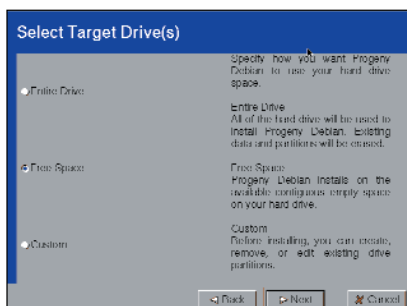 Select Target Drive(s)
Specify how you want Progeny
Debian to use your hard drive
space.
Entire Drive
Entire Drive
All of the hard drive will be used to
install Progeny Debian. Existing
data and partitions will be erased.
Free Space
Free Space
Progeny Debian installs on the
available contiguous empty space
on your hard drive.
Custom
Custom
Before installing, you can create,
remove, or edit existing drive
partitions.
Back
Next
Cancel